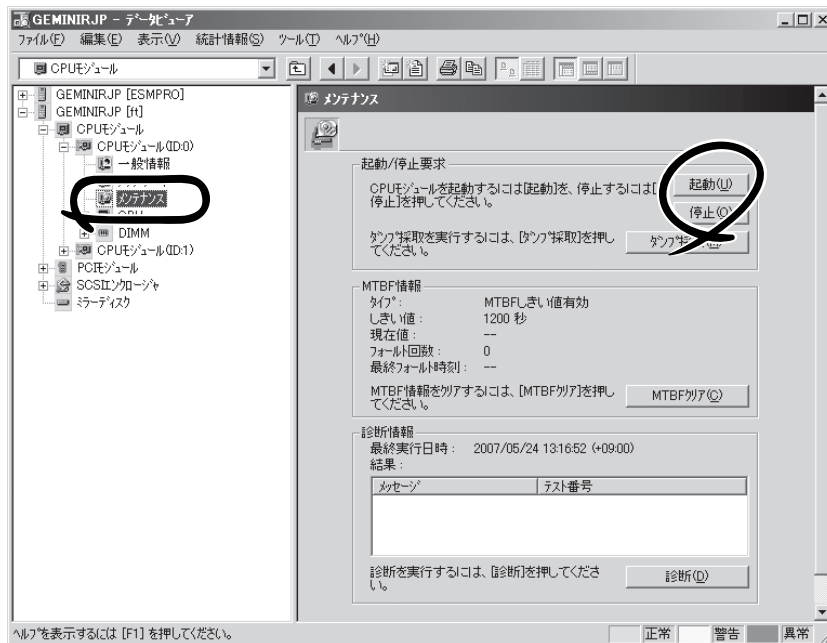 GEMINIRJP - データビューア
ファイル(F) 編集(E) 表示(V) 統計情報(S) ツール(T) ヘルプ(H)
CPUモジュール
GEMINIRJP [ESMPRO]
GEMINIRJP [ft]
CPUモジュール
CPUモジュール(ID:0)
一般情報
メンテナンス
CPU
DIMM
CPUモジュール(ID:1)
PCIモジュール
SCSIエンクロージャ
ミラーディスク
メンテナンス
起動/停止要求
CPUモジュールを起動するには[起動]を、停止するには[
停止]を押してください。
起動(U)
停止(O)
ダンプ採取を実行するには、[ダンプ採取]を押し
てください。
MTBF情報
タイプ: MTBFしきい値有効
しきい値: 1200 秒
現在値: --
フォールト回数: 0
最終フォールト時刻: --
MTBF情報をクリアするには、[MTBFクリア]を押し
てください。
MTBFクリア(C)
診断情報
最終実行日時: 2007/05/24 13:16:52 (+09:00)
結果:
メッセージ テスト番号
診断を実行するには、[診断]を押してくださ
い。
診断(D)
ヘルプを表示するには [F1] を押してください。
正常 警告 異常